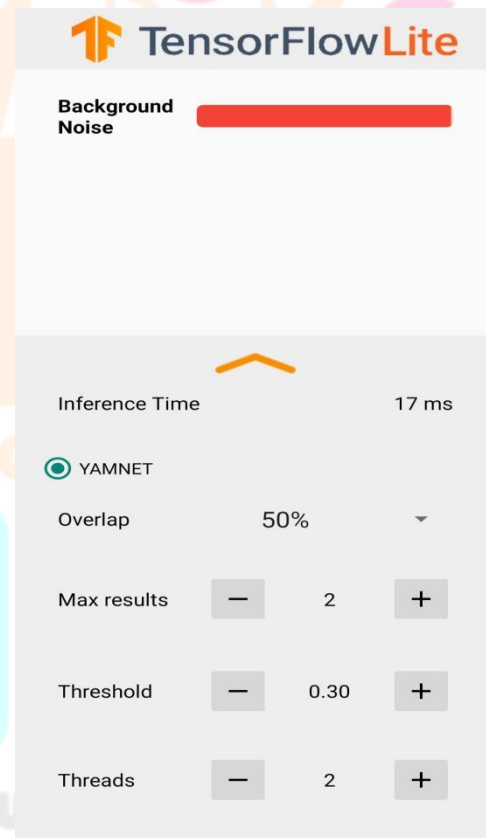 TensorFlowLite
Background
Noise
Inference Time 17 ms
YAMNET
Overlap 50%
Max results − 2 +
Threshold − 0.30 +
Threads − 2 +